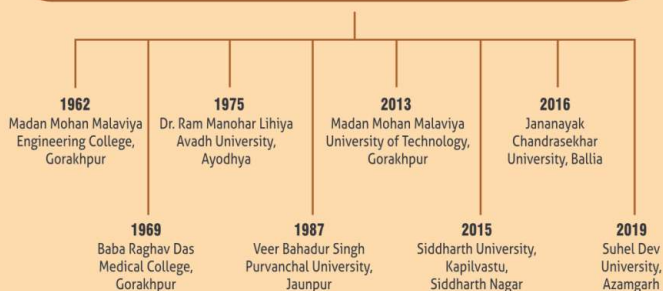 1962
Madan Mohan Malaviya
Engineering College,
Gorakhpur
1969
Baba Raghav Das
Medical College,
Gorakhpur
1975
Dr. Ram Manohar Lihiya
Avadh University,
Ayodhya
1987
Veer Bahadur Singh
Purvanchal University,
Jaunpur
2013
Madan Mohan Malaviya
University of Technology,
Gorakhpur
2015
Siddharth University,
Kapilvastu,
Siddharth Nagar
2016
Jananayak
Chandrasekhar
University, Ballia
2019
Suhel Dev
University,
Azamgarh